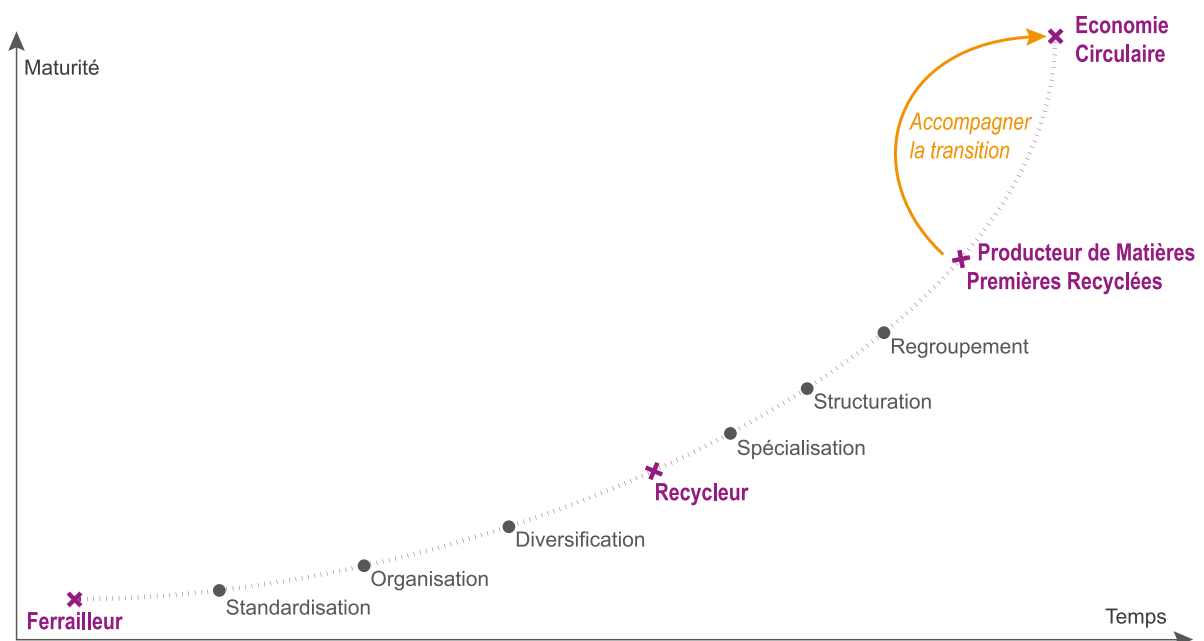 Economie
Circulaire
Maturité
Accompagner
la transition
Producteur de Matières
Premières Recyclées
Regroupement
Structuration
Spécialisation
Recycleur
Diversification
Organisation
Standardisation
Ferrailleur
Temps